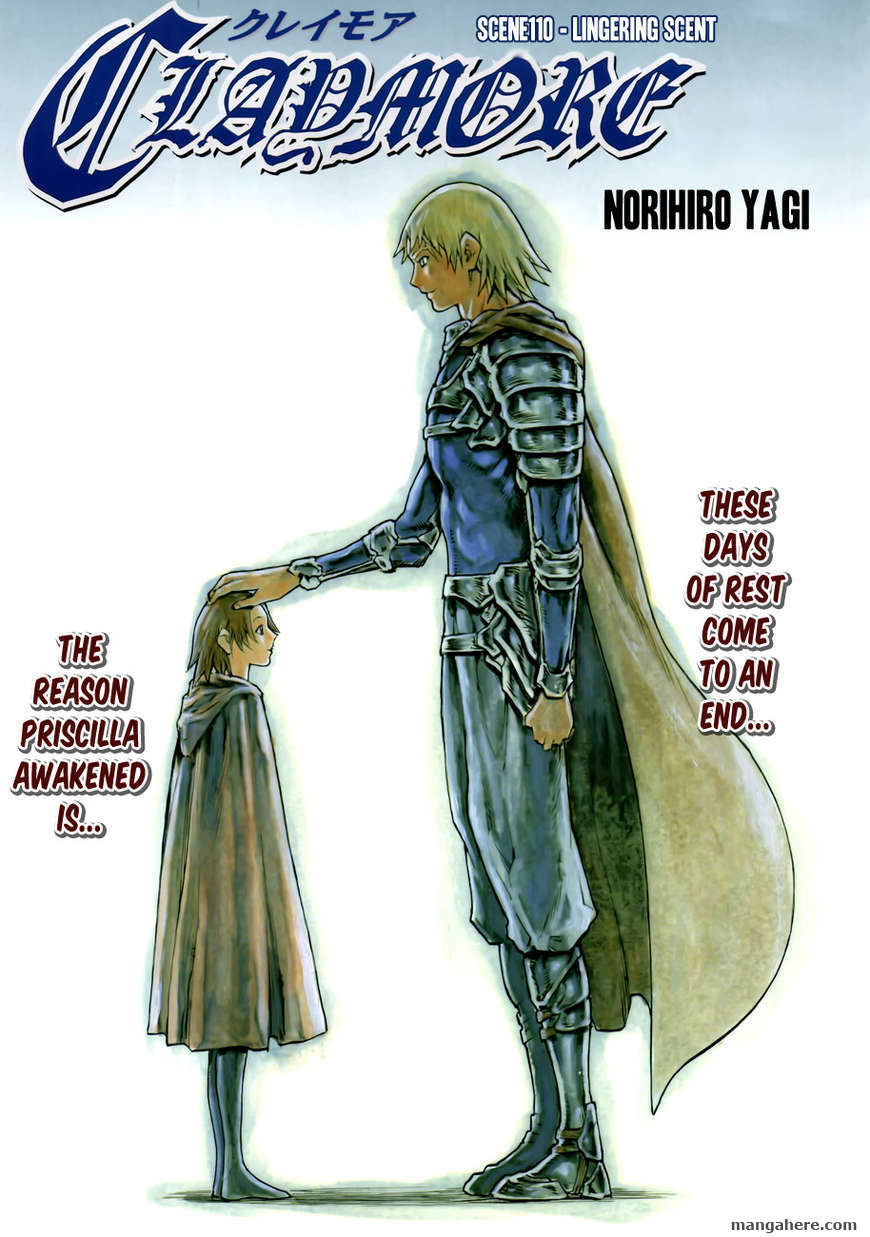 クレイモア
SCENE110 - LINGERING SCENT
CLAYMORE
NORIHIRO YAGI
THESE
DAYS
OF REST
COME
TO AN
END...
THE
REASON
PRISCILLA
AWAKENED
IS...
mangahere.com